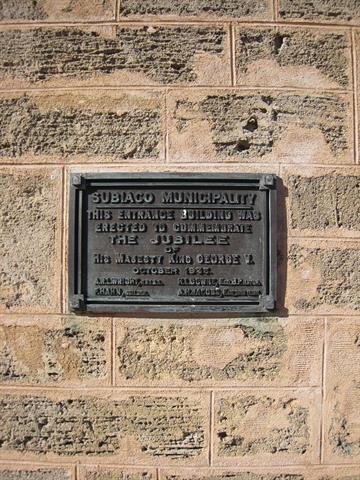 SUBIACO MUNICIPALITY
THIS ENTRANCE BUILDING WAS
ERECTED TO COMMEMORATE
THE JUBILEE
OF
HIS MAJESTY KING GEORGE V.
OCTOBER 1935.